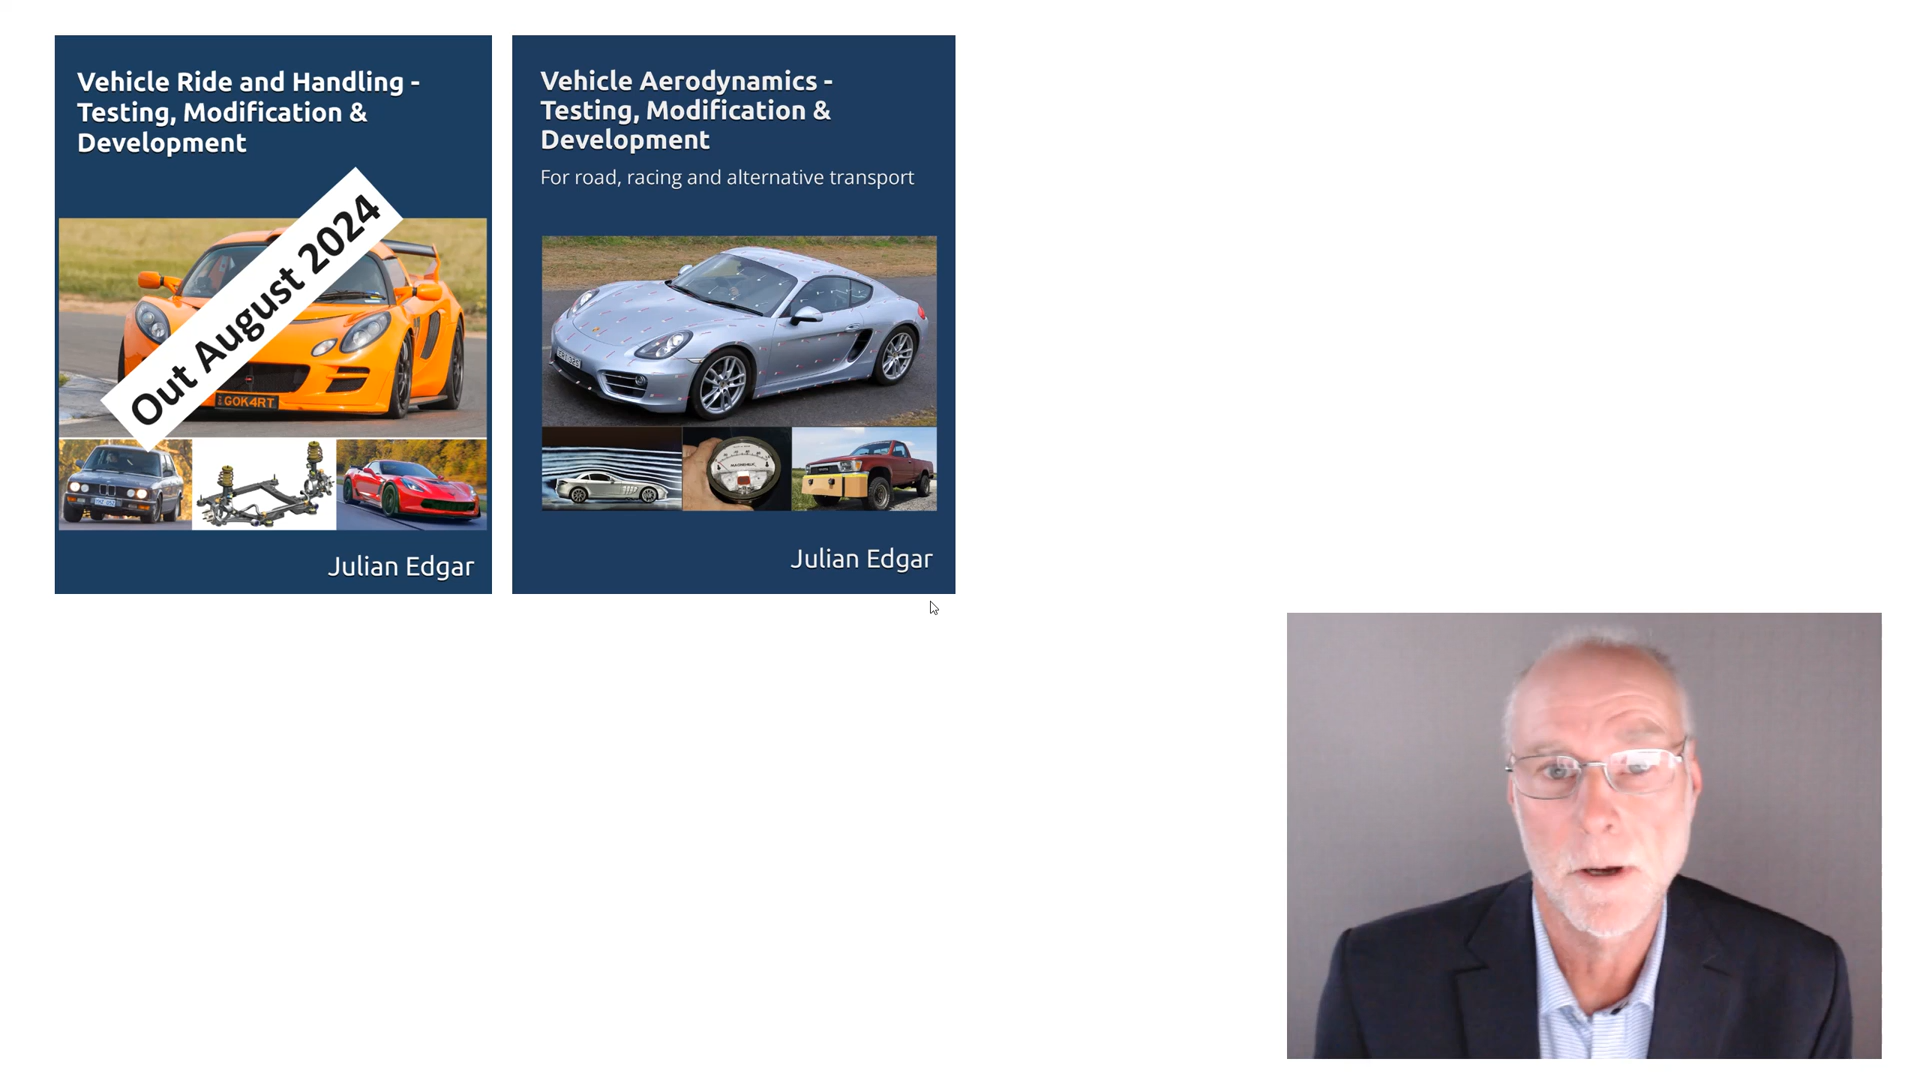 Vehicle Ride and Handling -
Testing, Modification &
Development
Out August 2024
GOK4RT
Julian Edgar
Vehicle Aerodynamics -
Testing, Modification &
Development
For road, racing and alternative transport
MAGNEHELIC
Julian Edgar